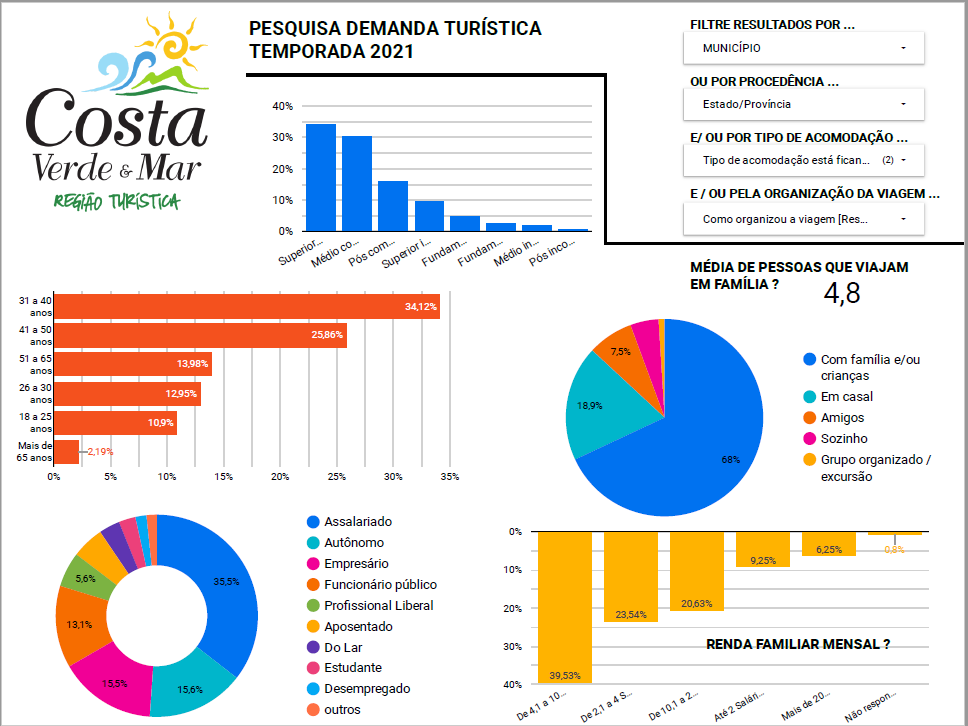 Costa
Verde & Mar
REGIÃO TURÍSTICA
PESQUISA DEMANDA TURÍSTICA
TEMPORADA 2021
FILTRE RESULTADOS POR ...
MUNICÍPIO
OU POR PROCEDÊNCIA ...
Estado/Província
E/ OU POR TIPO DE ACOMODAÇÃO ...
Tipo de acomodação está fican... (2)
E / OU PELA ORGANIZAÇÃO DA VIAGEM ...
Como organizou a viagem [Res...
40%
30%
20%
10%
0%
Superior...
Médio co...
Pós com...
Superior i...
Fundam...
Fundam...
Médio in...
Pós inco...
MÉDIA DE PESSOAS QUE VIAJAM
EM FAMÍLIA ?
4,8
31 a 40
anos
34,12%
41 a 50
anos
25,86%
51 a 65
anos
13,98%
26 a 30
anos
12,95%
18 a 25
anos
10,9%
Mais de
65 anos
2,19%
0% 5% 10% 15% 20% 25% 30% 35%
7,5%
18,9%
68%
Com família e/ou
crianças
Em casal
Amigos
Sozinho
Grupo organizado /
excursão
35,5%
15,6%
15,5%
13,1%
5,6%
Assalariado
Autônomo
Empresário
Funcionário público
Profissional Liberal
Aposentado
Do Lar
Estudante
Desempregado
outros
0%
10%
20%
30%
40%
39,53%
23,54%
20,63%
9,25%
6,25%
0,8%
RENDA FAMILIAR MENSAL ?
De 4,1 a 10...
De 2,1 a 4 S...
De 10,1 a 2...
Até 2 Salári...
Mais de 20...
Não respon...